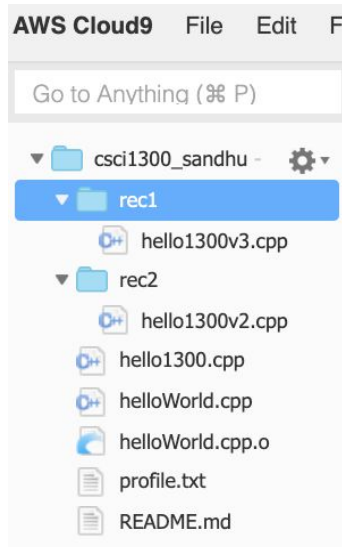 AWS Cloud9 File Edit F
Go to Anything (⌘ P)
csci1300_sandhu -
rec1
C++ hello1300v3.cpp
rec2
C++ hello1300v2.cpp
C++ hello1300.cpp
C++ helloWorld.cpp
helloWorld.cpp.o
profile.txt
README.md